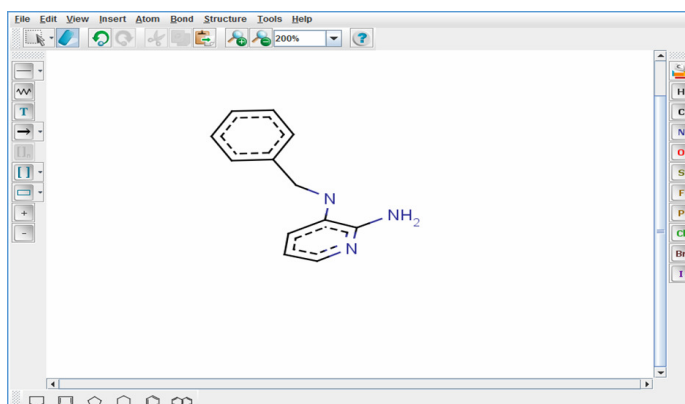 File Edit View Insert Atom Bond Structure Tools Help
200%
?
T
H
C
N
O
S
F
P
Cl
Br
I
N
NH2
N